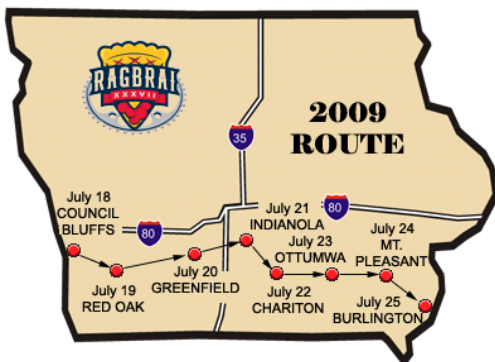 RAGBRAI
XXXVII
2009
ROUTE
35
80
80
July 18
COUNCIL
BLUFFS
July 19
RED OAK
July 20
GREENFIELD
July 21
INDIANOLA
July 22
CHARITON
July 23
OTTUMWA
July 24
MT.
PLEASANT
July 25
BURLINGTON